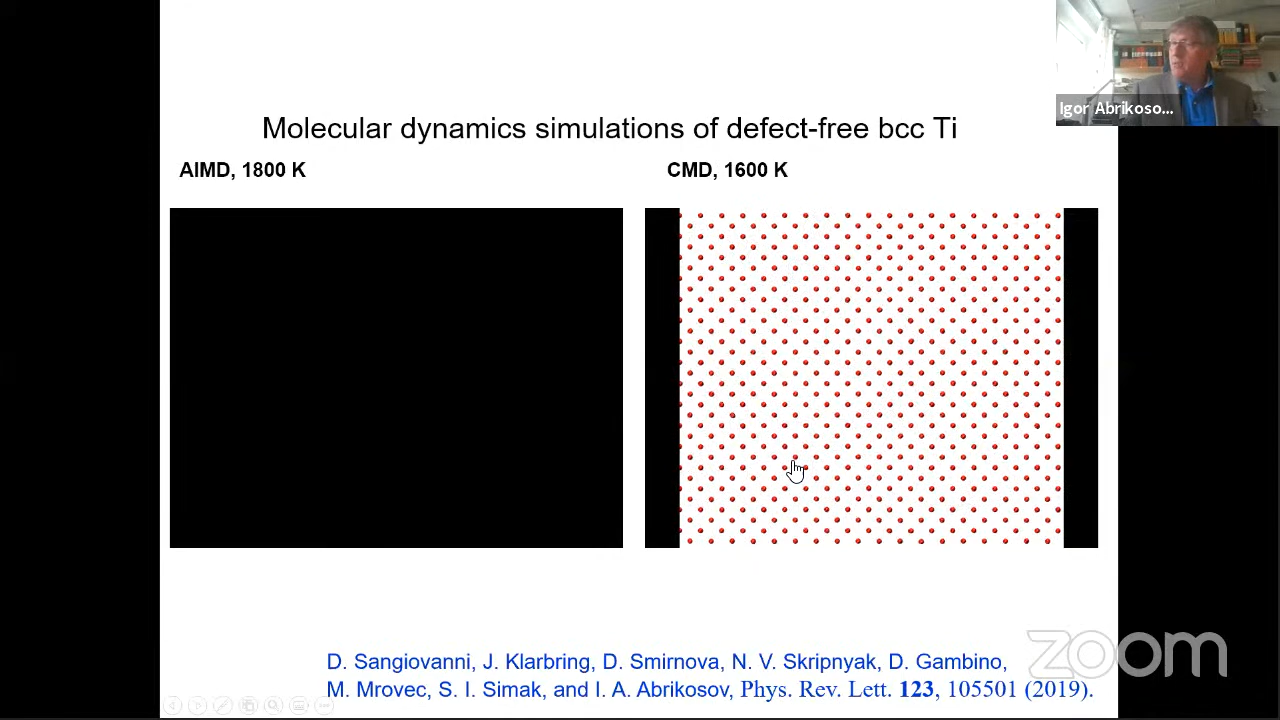 Igor Abrikoso...
Molecular dynamics simulations of defect-free bcc Ti
AIMD, 1800 K
CMD, 1600 K
D. Sangiovanni, J. Klarbring, D. Smirnova, N. V. Skripnyak, D. Gambino,
M. Mrovec, S. I. Simak, and I. A. Abrikosov, Phys. Rev. Lett. 123, 105501 (2019).
zoom